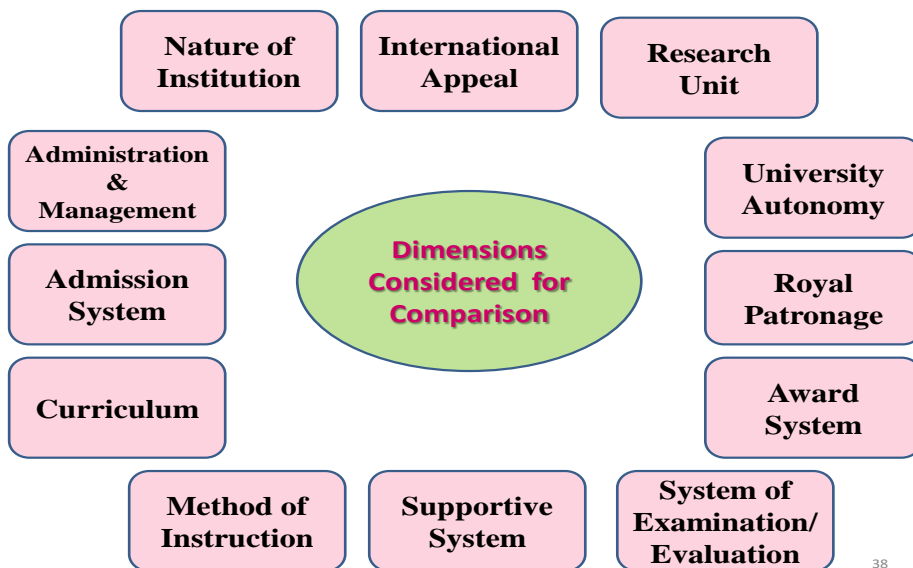 Nature of
Institution
International
Appeal
Research
Unit
Administration
&
Management
University
Autonomy
Dimensions
Considered for
Comparison
Admission
System
Royal
Patronage
Curriculum
Award
System
Method of
Instruction
Supportive
System
System of
Examination/
Evaluation
38